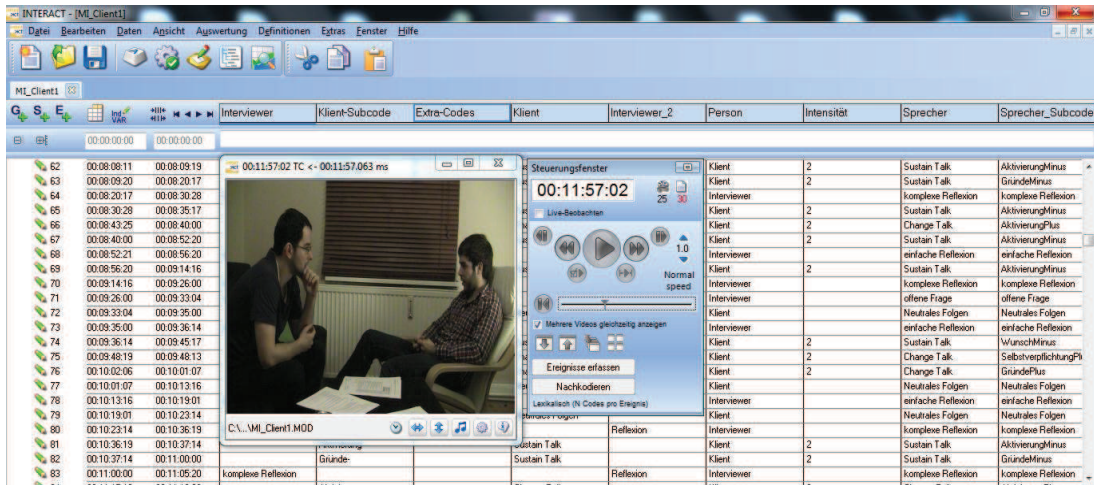 INTERACT - [MI_Client1]
Datei Bearbeiten Daten Ansicht Auswertung Definitionen Extras Fenster Hilfe
MI_Client1
G+ S+ E+ Ind VAR Interviewer Klient-Subcode Extra-Codes Klient Interviewer_2 Person Intensität Sprecher Sprecher_Subcode
00:00:00:00 00:00:00:00
00:11:57:02 TC <- 00:11:57.063 ms
C:\...\MI_Client1.MOD
Steuerungsfenster
00:11:57:02
25 30
Live-Beobachten
1.0
Normal
speed
Mehrere Videos gleichzeitig anzeigen
Ereignisse erfassen
Nachkodieren
Lexikalisch (N Codes pro Ereignis)
62 00:08:08:11 00:08:09:19 Klient 2 Sustain Talk AktivierungMinus
63 00:08:09:20 00:08:20:17 Klient 2 Sustain Talk GründeMinus
64 00:08:20:17 00:08:30:28 Interviewer komplexe Reflexion komplexe Reflexion
65 00:08:30:28 00:08:35:17 Klient 2 Sustain Talk AktivierungMinus
66 00:08:43:25 00:08:40:00 Klient 2 Change Talk AktivierungPlus
67 00:08:40:00 00:08:52:20 Klient 2 Sustain Talk AktivierungMinus
68 00:08:52:21 00:08:56:20 Interviewer einfache Reflexion einfache Reflexion
69 00:08:56:20 00:09:14:16 Klient 2 Sustain Talk AktivierungMinus
70 00:09:14:16 00:09:26:00 Interviewer komplexe Reflexion komplexe Reflexion
71 00:09:26:00 00:09:33:04 Interviewer offene Frage offene Frage
72 00:09:33:04 00:09:35:00 Klient Neutrales Folgen Neutrales Folgen
73 00:09:35:00 00:09:36:14 Interviewer einfache Reflexion einfache Reflexion
74 00:09:36:14 00:09:45:17 Klient 2 Sustain Talk WunschMinus
75 00:09:48:19 00:09:48:13 Klient 2 Change Talk SelbstverpflichtungPl
76 00:10:02:06 00:10:01:07 Klient 2 Change Talk GründePlus
77 00:10:01:07 00:10:13:16 Klient Neutrales Folgen Neutrales Folgen
78 00:10:13:16 00:10:19:01 Interviewer einfache Reflexion einfache Reflexion
79 00:10:19:01 00:10:23:14 Klient Neutrales Folgen Neutrales Folgen
80 00:10:23:14 00:10:36:19 Reflexion Interviewer komplexe Reflexion komplexe Reflexion
81 00:10:36:19 00:10:37:14 Sustain Talk Klient 2 Sustain Talk AktivierungMinus
82 00:10:37:14 00:11:00:00 Gründe- Sustain Talk Klient 2 Sustain Talk GründeMinus
83 00:11:00:00 00:11:05:20 komplexe Reflexion Reflexion Interviewer komplexe Reflexion komplexe Reflexion